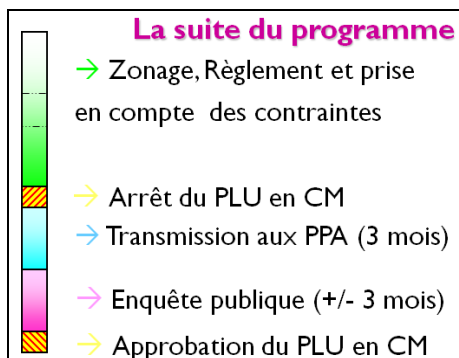 La suite du programme
→ Zonage, Règlement et prise
en compte des contraintes
→ Arrêt du PLU en CM
→ Transmission aux PPA (3 mois)
→ Enquête publique (+/- 3 mois)
→ Approbation du PLU en CM